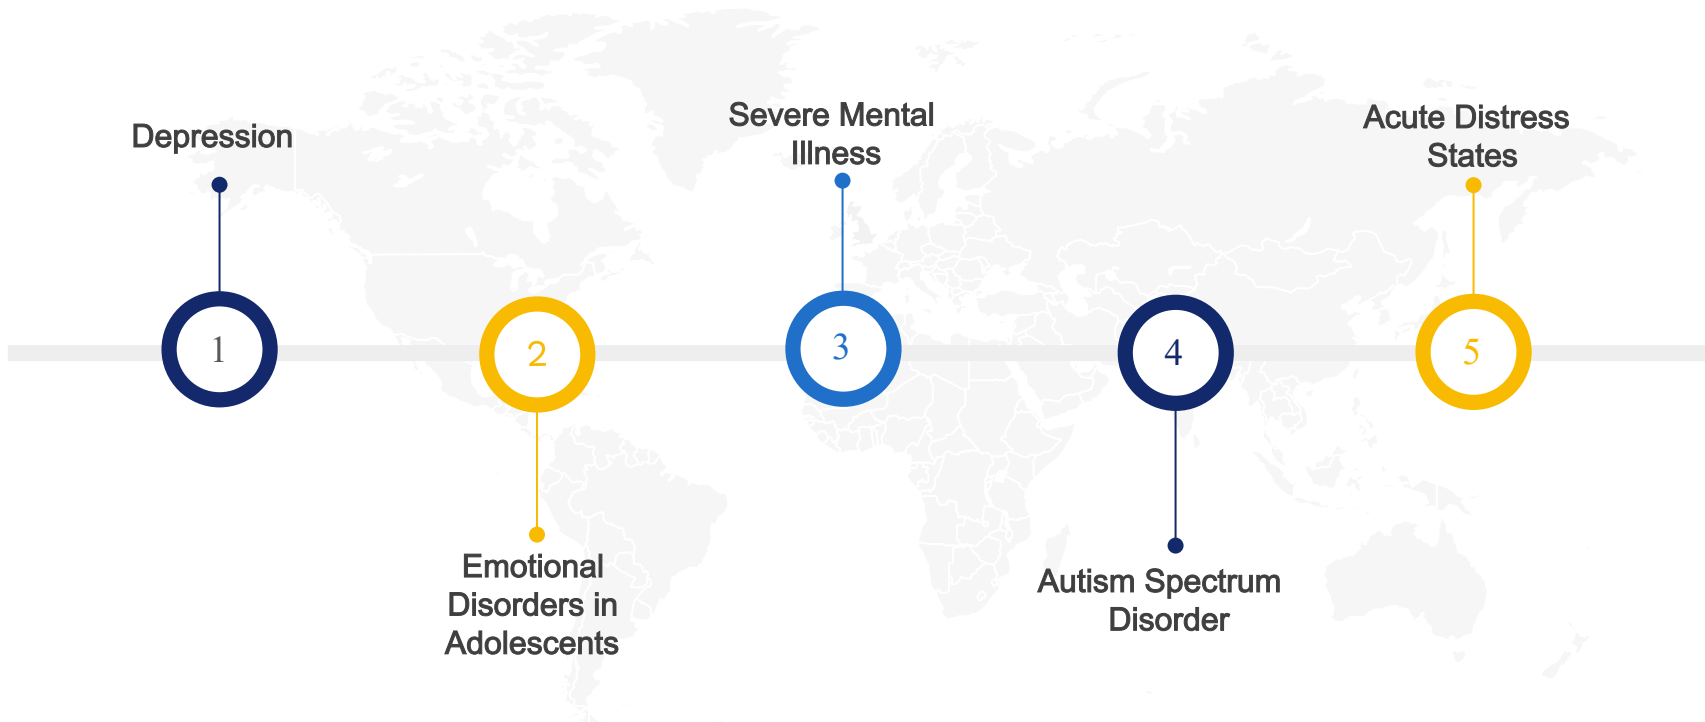 Depression
1
Emotional
Disorders in
Adolescents
2
Severe Mental
Illness
3
Autism Spectrum
Disorder
4
Acute Distress
States
5